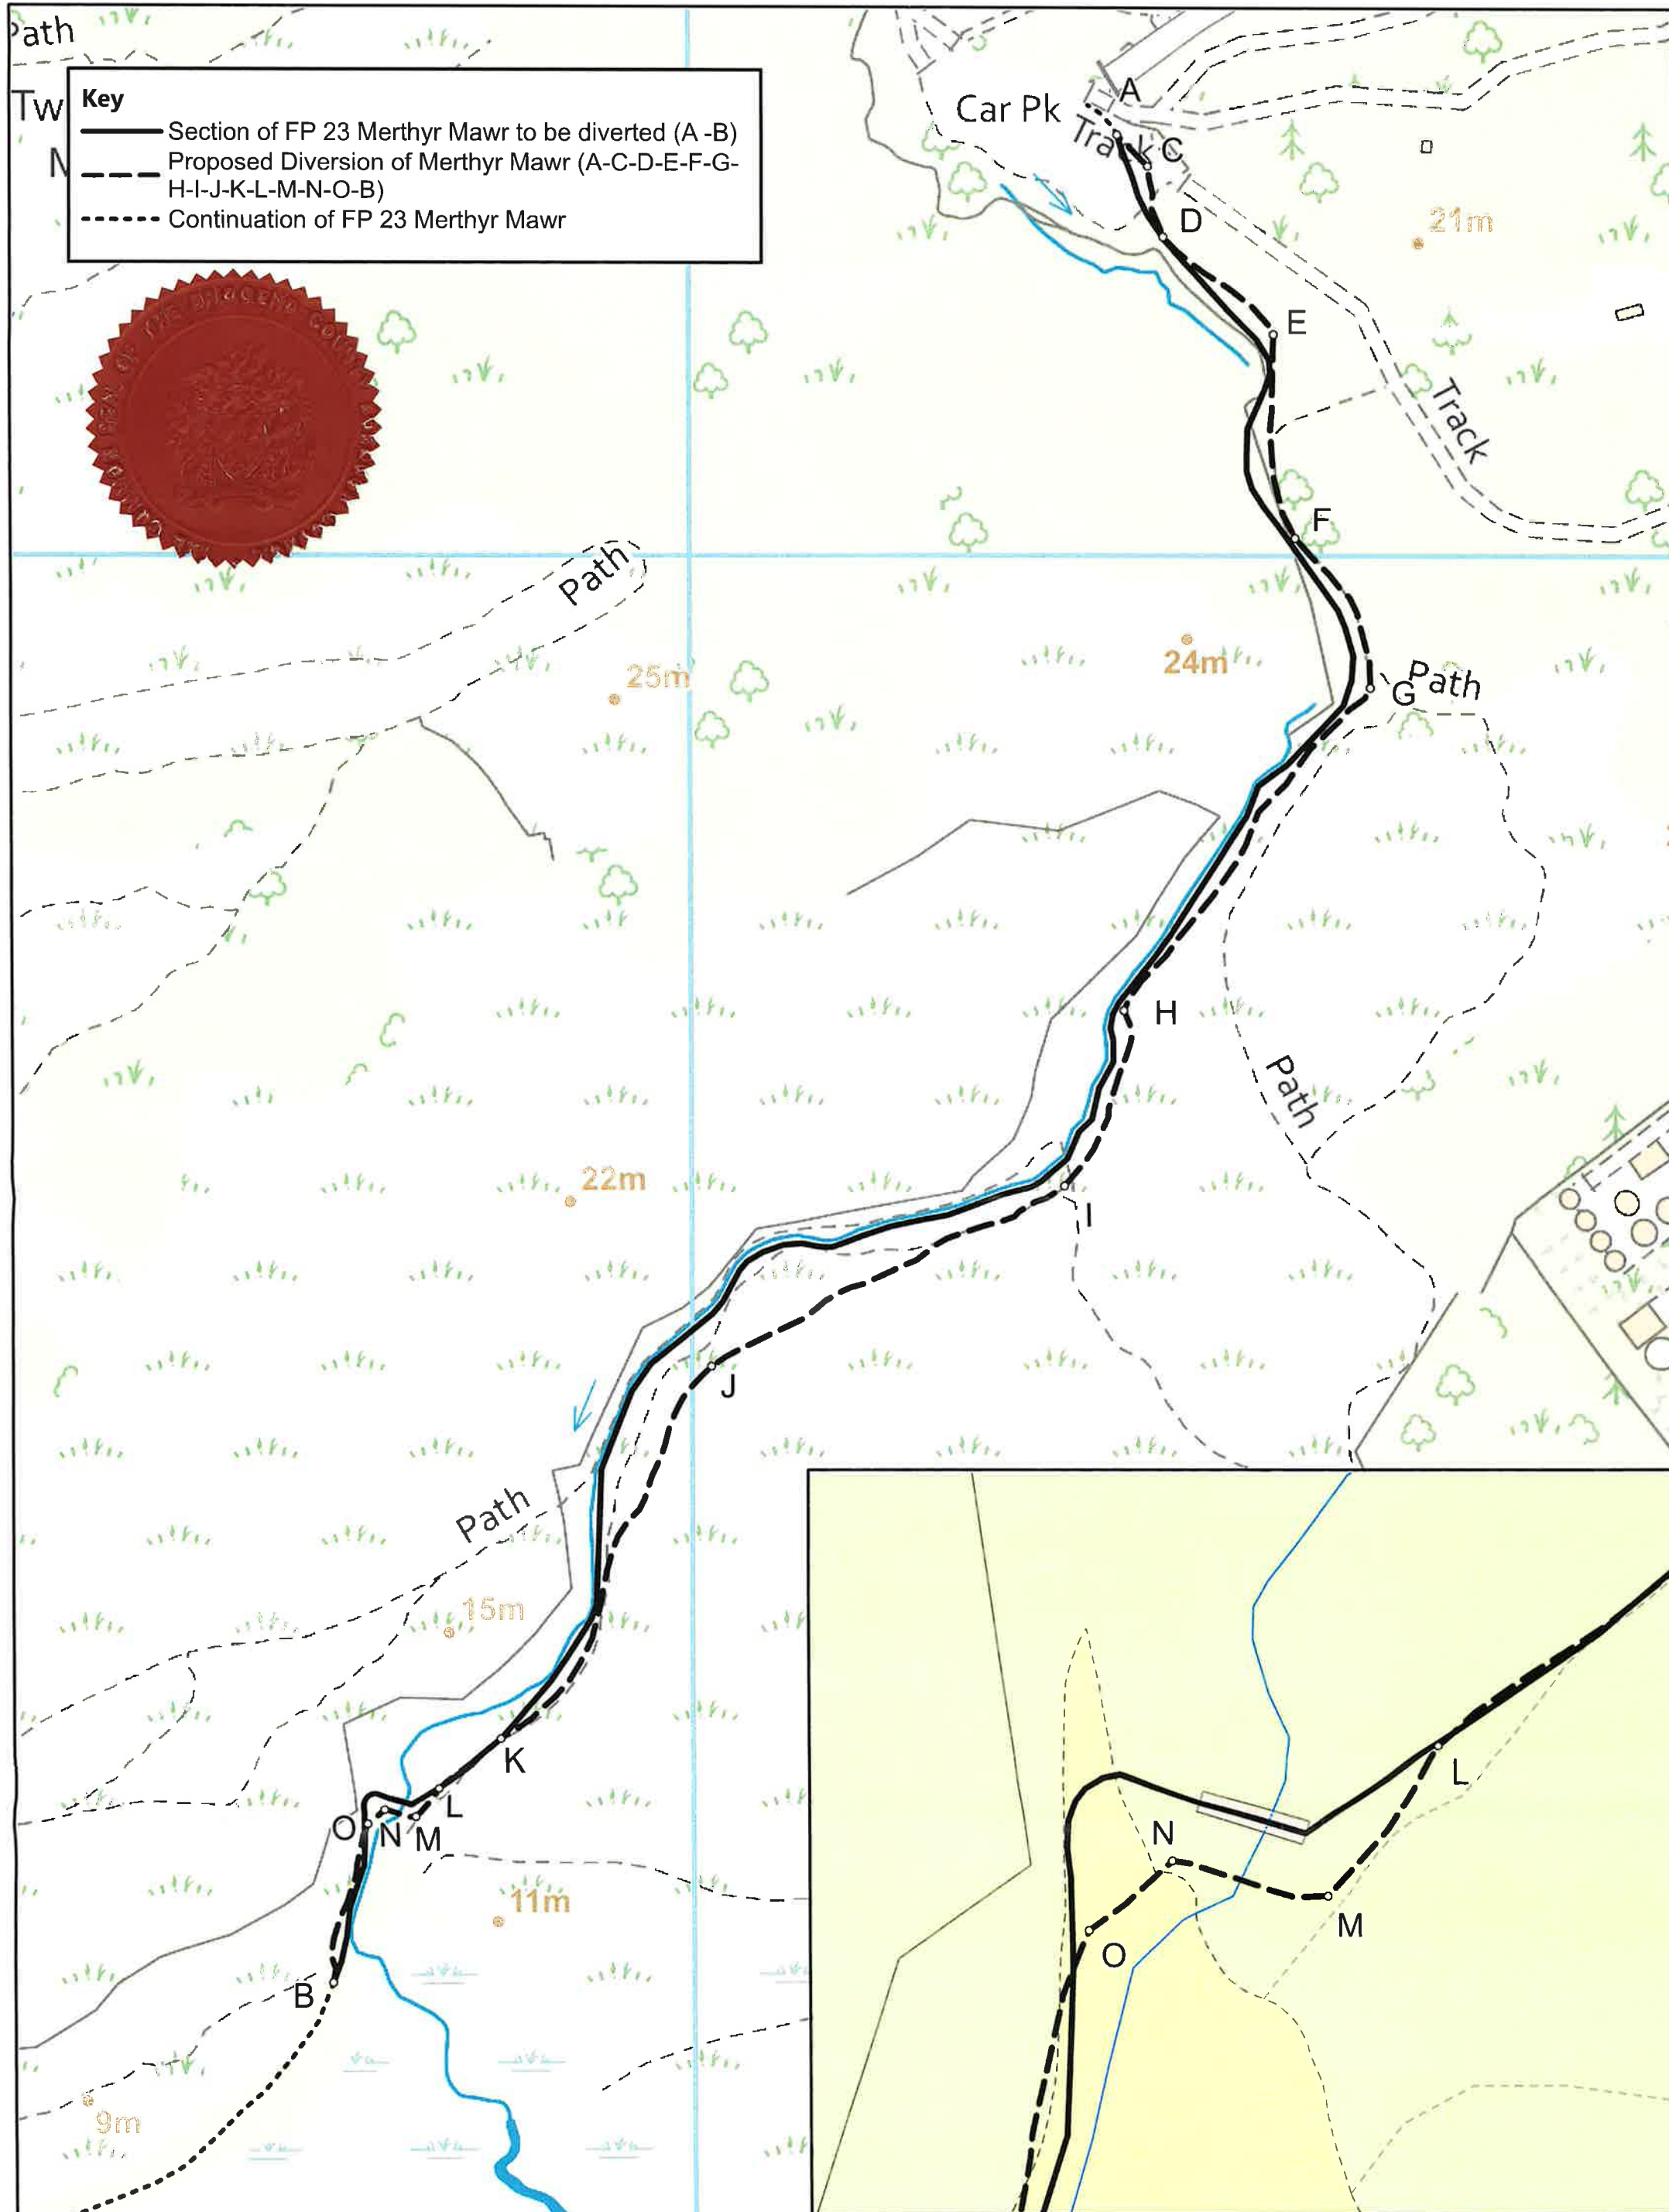 Path
Key
Section of FP 23 Merthyr Mawr to be diverted (A -B)
Proposed Diversion of Merthyr Mawr (A-C-D-E-F-G-
H-I-J-K-L-M-N-O-B)
Continuation of FP 23 Merthyr Mawr
Tw
M
Car Pk
A
Track
C
D
21m
E
Track
F
Path
24m
25m
G
Path
H
Path
22m
I
J
Path
15m
K
L
O
N
M
11m
B
9m
L
N
M
O